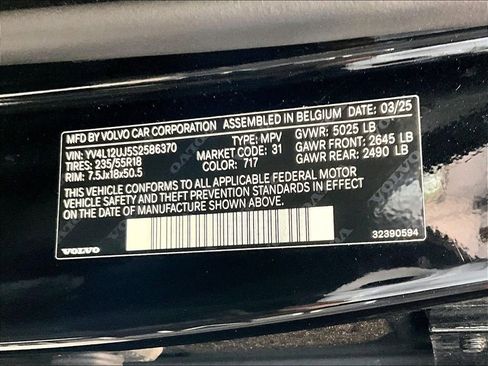 MFD BY VOLVO CAR CORPORATION ASSEMBLED IN BELGIUM DATE: 03/25
VIN: YV4L12UJ5S2586370 TYPE: MPV GVWR: 5025 LB
TIRES: 235/55R18 MARKET CODE: 31 GAWR FRONT: 2645 LB
RIM: 7.5Jx18x50.5 COLOR: 717 GAWR REAR: 2490 LB
THIS VEHICLE CONFORMS TO ALL APPLICABLE FEDERAL MOTOR
VEHICLE SAFETY AND THEFT PREVENTION STANDARDS IN EFFECT ON
THE DATE OF MANUFACTURE SHOWN ABOVE.
VOLVO 32390594